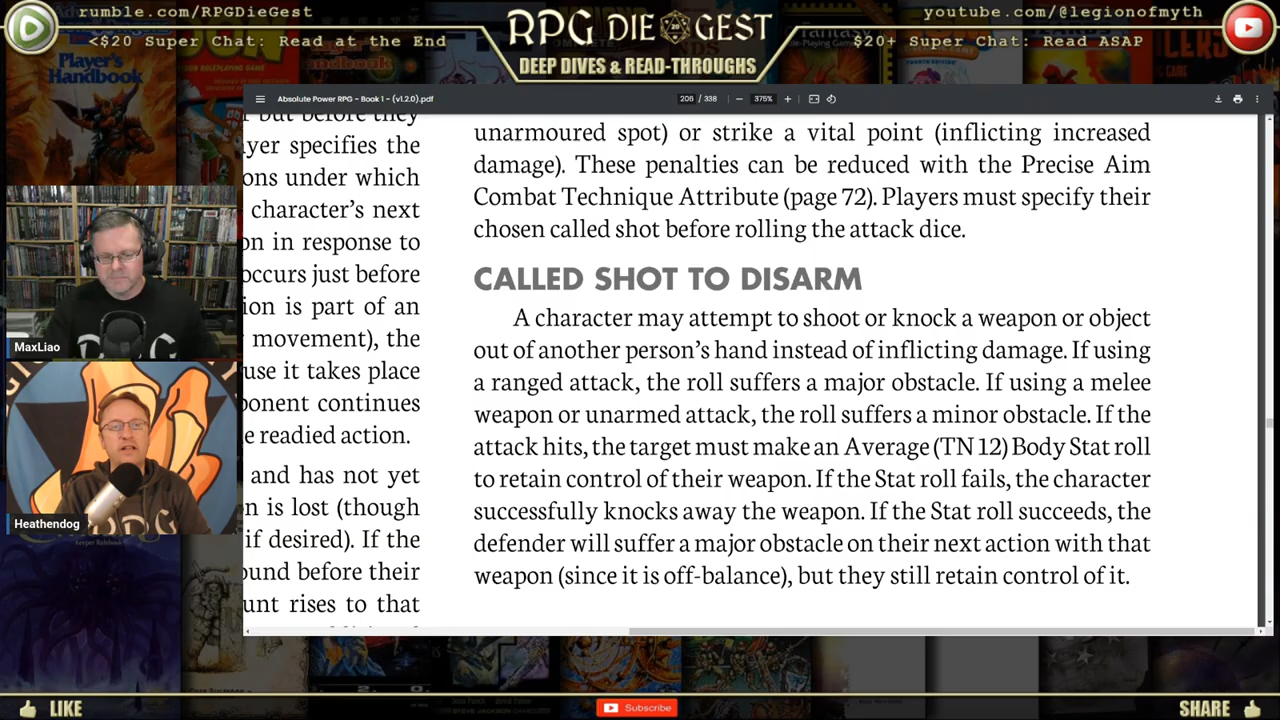 rumble.com/RPGDieGest
<$20 Super Chat: Read at the End
RPG DIE GEST
DEEP DIVES & READ-THROUGHS
youtube.com/@legionofmyth
$20+ Super Chat: Read ASAP
Player's
Handbook
Absolute Power RPG - Book 1 - (v1.2.0).pdf
206 / 338
375%
but before they
yer specifies the
ons under which
character's next
on in response to
occurs just before
ion is part of an
movement), the
use it takes place
ponent continues
e readied action.
and has not yet
n is lost (though
if desired). If the
ound before their
unt rises to that
unarmoured spot) or strike a vital point (inflicting increased
damage). These penalties can be reduced with the Precise Aim
Combat Technique Attribute (page 72). Players must specify their
chosen called shot before rolling the attack dice.
CALLED SHOT TO DISARM
A character may attempt to shoot or knock a weapon or object
out of another person's hand instead of inflicting damage. If using
a ranged attack, the roll suffers a major obstacle. If using a melee
weapon or unarmed attack, the roll suffers a minor obstacle. If the
attack hits, the target must make an Average (TN 12) Body Stat roll
to retain control of their weapon. If the Stat roll fails, the character
successfully knocks away the weapon. If the Stat roll succeeds, the
defender will suffer a major obstacle on their next action with that
weapon (since it is off-balance), but they still retain control of it.
MaxLiao
Heathendog
LIKE
Subscribe
SHARE